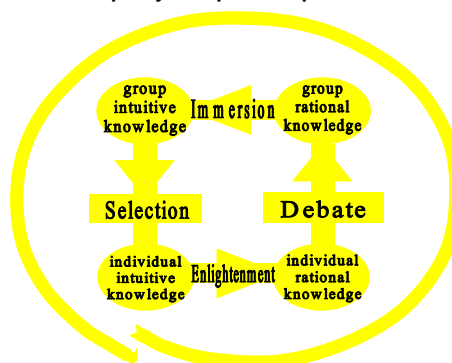 group
intuitive
knowledge
Immersion
group
rational
knowledge
Selection
Debate
individual
intuitive
knowledge
Enlightenment
individual
rational
knowledge